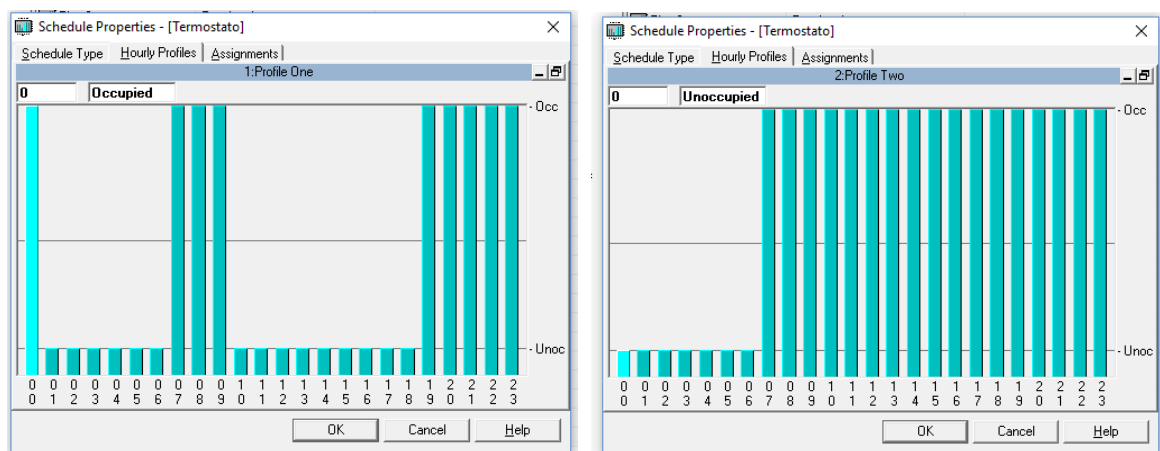 Schedule Properties - [Termostato]
Schedule Type Hourly Profiles Assignments
1:Profile One
0 Occupied
Occ
Unoc
0 0 0 0 0 0 0 0 0 0 1 1 1 1 1 1 1 1 1 1 2 2 2 2
0 1 2 3 4 5 6 7 8 9 0 1 2 3 4 5 6 7 8 9 0 1 2 3
OK Cancel Help
Schedule Properties - [Termostato]
Schedule Type Hourly Profiles Assignments
2:Profile Two
0 Unoccupied
Occ
Unoc
0 0 0 0 0 0 0 0 0 0 1 1 1 1 1 1 1 1 1 1 2 2 2 2
0 1 2 3 4 5 6 7 8 9 0 1 2 3 4 5 6 7 8 9 0 1 2 3
OK Cancel Help